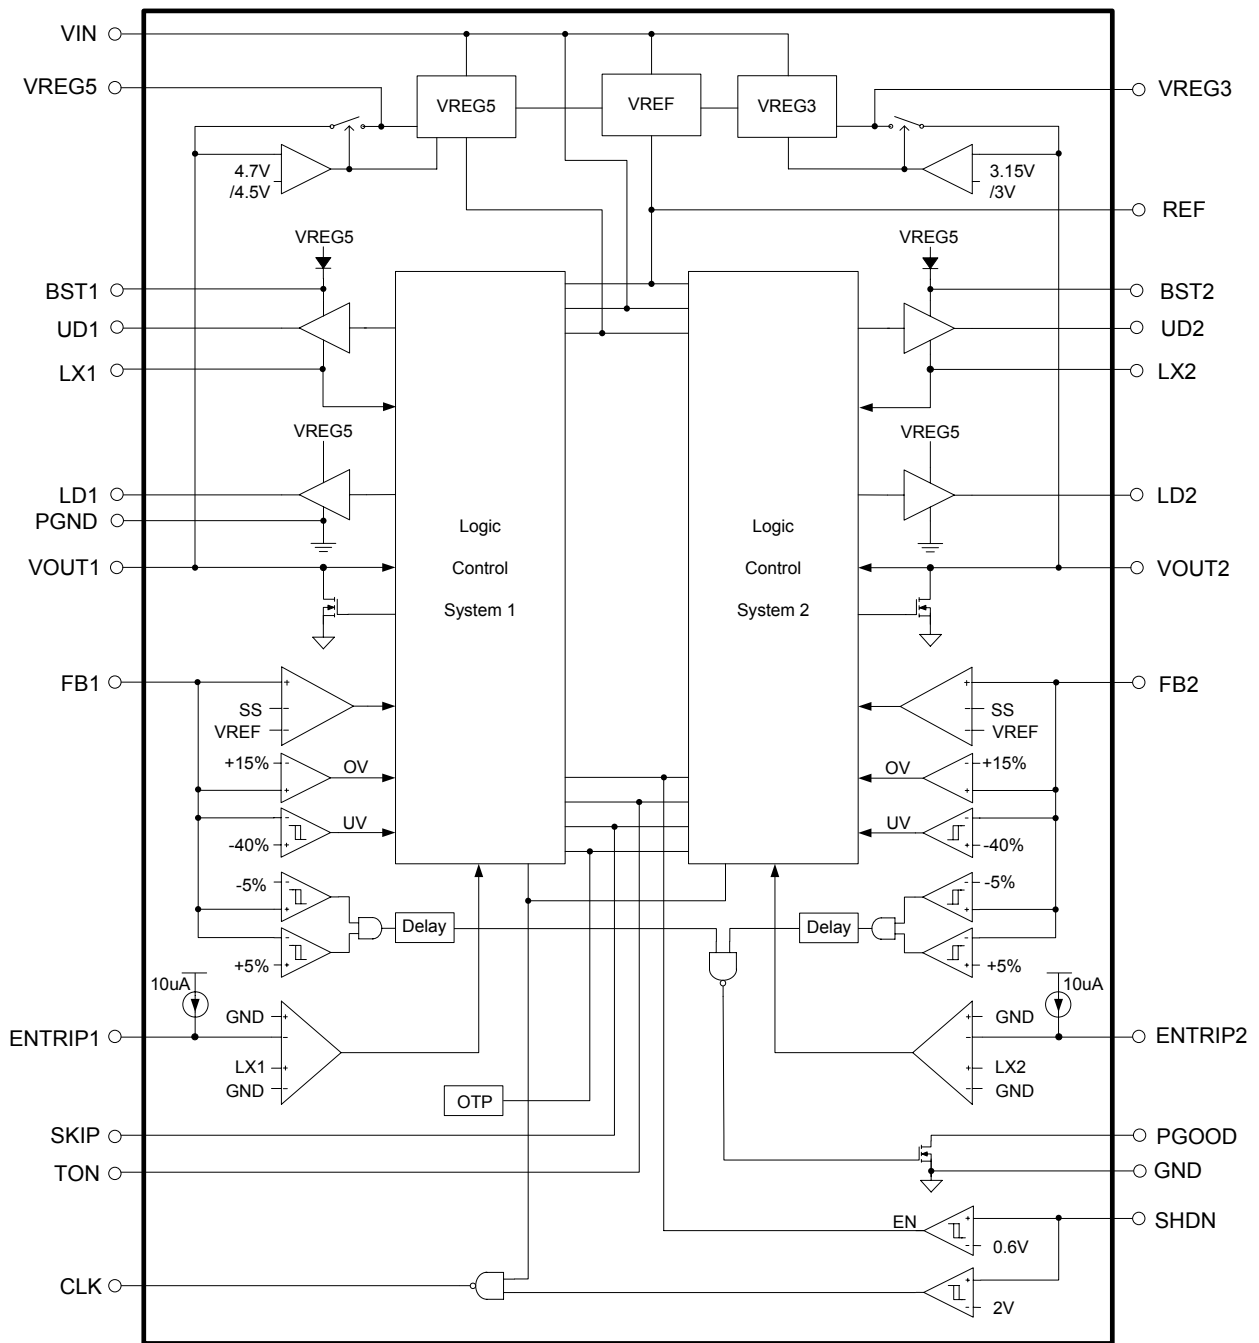 VIN
VREG5
VREG5
VREF
VREG3
VREG3
4.7V
/4.5V
3.15V
/3V
REF
VREG5
VREG5
BST1
BST2
UD1
UD2
LX1
LX2
VREG5
VREG5
LD1
LD2
PGND
Logic
Control
System 1
Logic
Control
System 2
VOUT1
VOUT2
FB1
+
SS
-
VREF
-
+
FB2
-
SS
-
VREF
+15%
-
+
OV
OV
-
+15%
+
-
-40%
+
UV
UV
-
+
-40%
-5%
-
+
-
-5%
+
Delay
Delay
-
+5%
+
-
+
+5%
10uA
10uA
GND
+
ENTRIP1
-
LX1
+
GND
-
+
GND
-
ENTRIP2
+
LX2
-
GND
OTP
SKIP
PGOOD
TON
GND
EN
+
SHDN
-
0.6V
CLK
+
-
2V